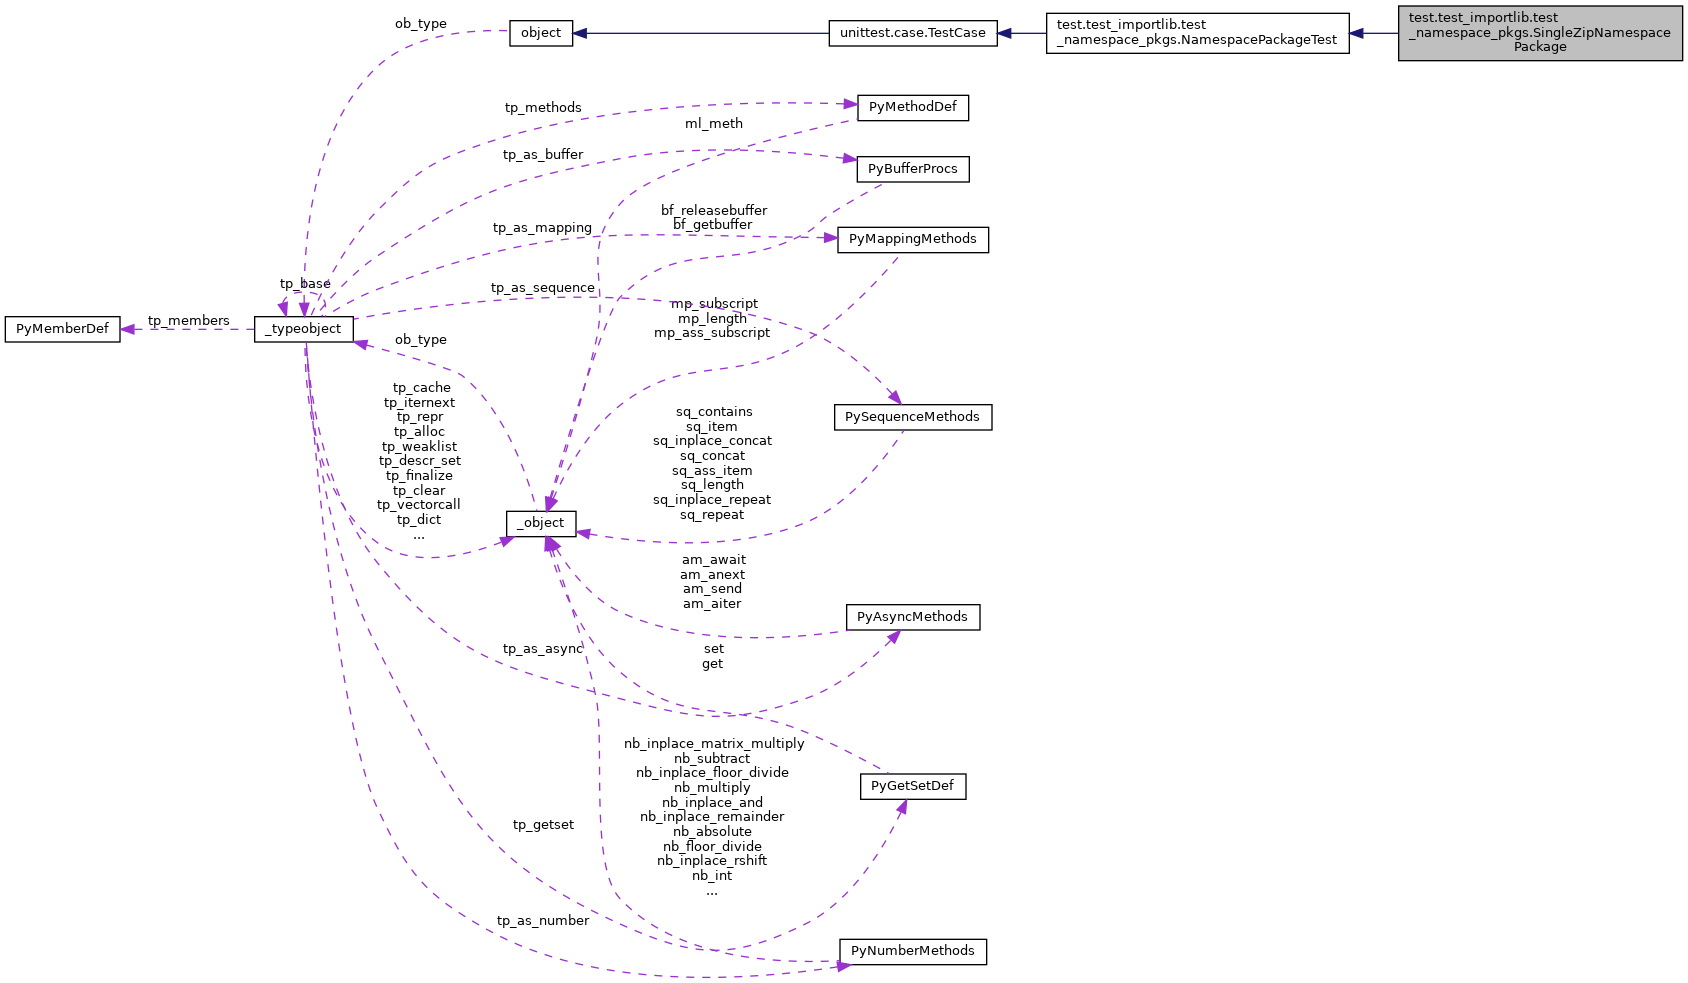 ob_type
object
unittest.case.TestCase
test.test_importlib.test
_namespace_pkgs.NamespacePackageTest
test.test_importlib.test
_namespace_pkgs.SingleZipNamespace
Package
tp_methods
PyMethodDef
ml_meth
tp_as_buffer
PyBufferProcs
bf_releasebuffer
bf_getbuffer
tp_as_mapping
PyMappingMethods
tp_base
tp_as_sequence
mp_subscript
mp_length
mp_ass_subscript
PyMemberDef
tp_members
_typeobject
ob_type
tp_cache
tp_iternext
tp_repr
tp_alloc
tp_weaklist
tp_descr_set
tp_finalize
tp_clear
tp_vectorcall
tp_dict
...
sq_contains
sq_item
sq_inplace_concat
sq_concat
sq_ass_item
sq_length
sq_inplace_repeat
sq_repeat
PySequenceMethods
_object
am_await
am_anext
am_send
am_aiter
PyAsyncMethods
tp_as_async
set
get
nb_inplace_matrix_multiply
nb_subtract
nb_inplace_floor_divide
nb_multiply
nb_inplace_and
nb_inplace_remainder
nb_absolute
nb_floor_divide
nb_inplace_rshift
nb_int
...
PyGetSetDef
tp_getset
tp_as_number
PyNumberMethods